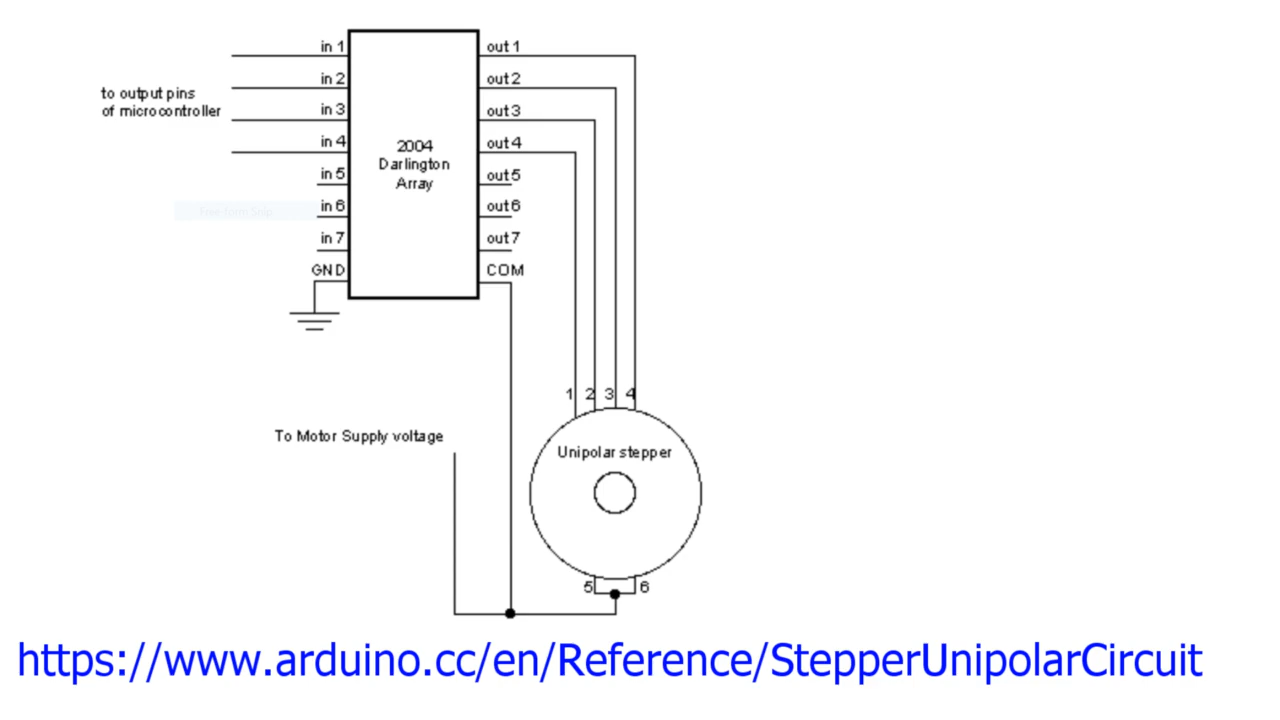 in 1
out 1
in 2
out 2
to output pins
of microcontroller
in 3
out 3
in 4
out 4
2004
Darlington
Array
in 5
out 5
in 6
out 6
in 7
out 7
GND
COM
1 2 3 4
To Motor Supply voltage
Unipolar stepper
5 6
https://www.arduino.cc/en/Reference/StepperUnipolarCircuit